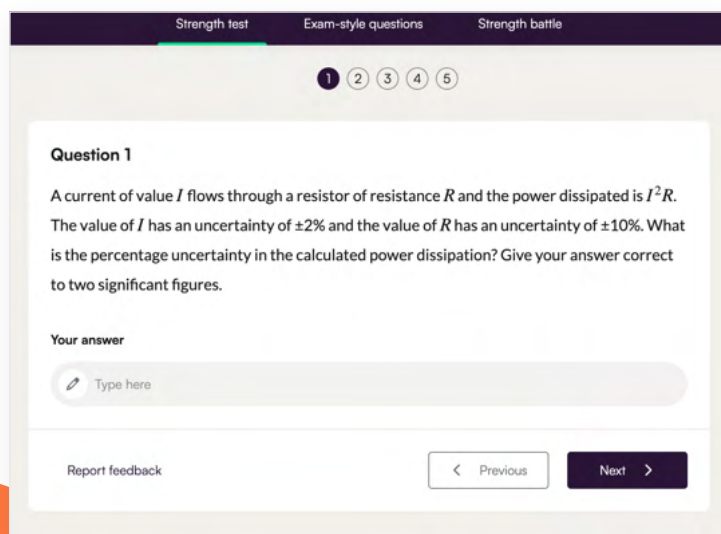 Strength test Exam-style questions Strength battle
1 2 3 4 5
Question 1
A current of value I flows through a resistor of resistance R and the power dissipated is I²R.
The value of I has an uncertainty of ±2% and the value of R has an uncertainty of ±10%. What
is the percentage uncertainty in the calculated power dissipation? Give your answer correct
to two significant figures.
Your answer
Type here
Report feedback
Previous
Next